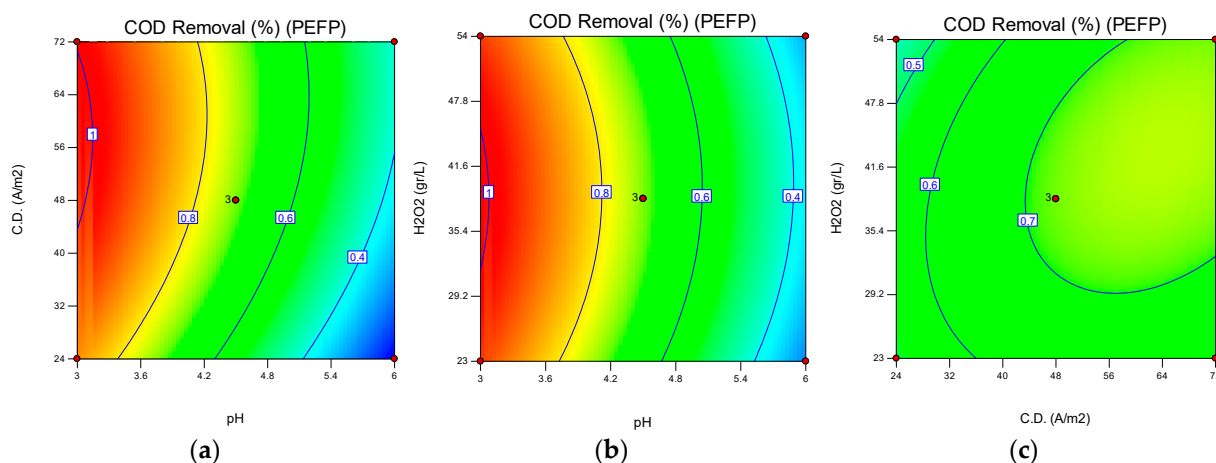 COD Removal (%) (PEFP)
72
64
56
48
40
32
24
C.D. (A/m2)
1
0.8
0.6
0.4
3
3 3.6 4.2 4.8 5.4 6
pH
(a)
COD Removal (%) (PEFP)
54
47.8
41.6
35.4
29.2
23
H2O2 (gr/L)
1
0.8
3
0.6
0.4
3 3.6 4.2 4.8 5.4 6
pH
(b)
COD Removal (%) (PEFP)
54
47.8
41.6
35.4
29.2
23
H2O2 (gr/L)
0.5
0.6
0.7
3
24 32 40 48 56 64 72
C.D. (A/m2)
(c)